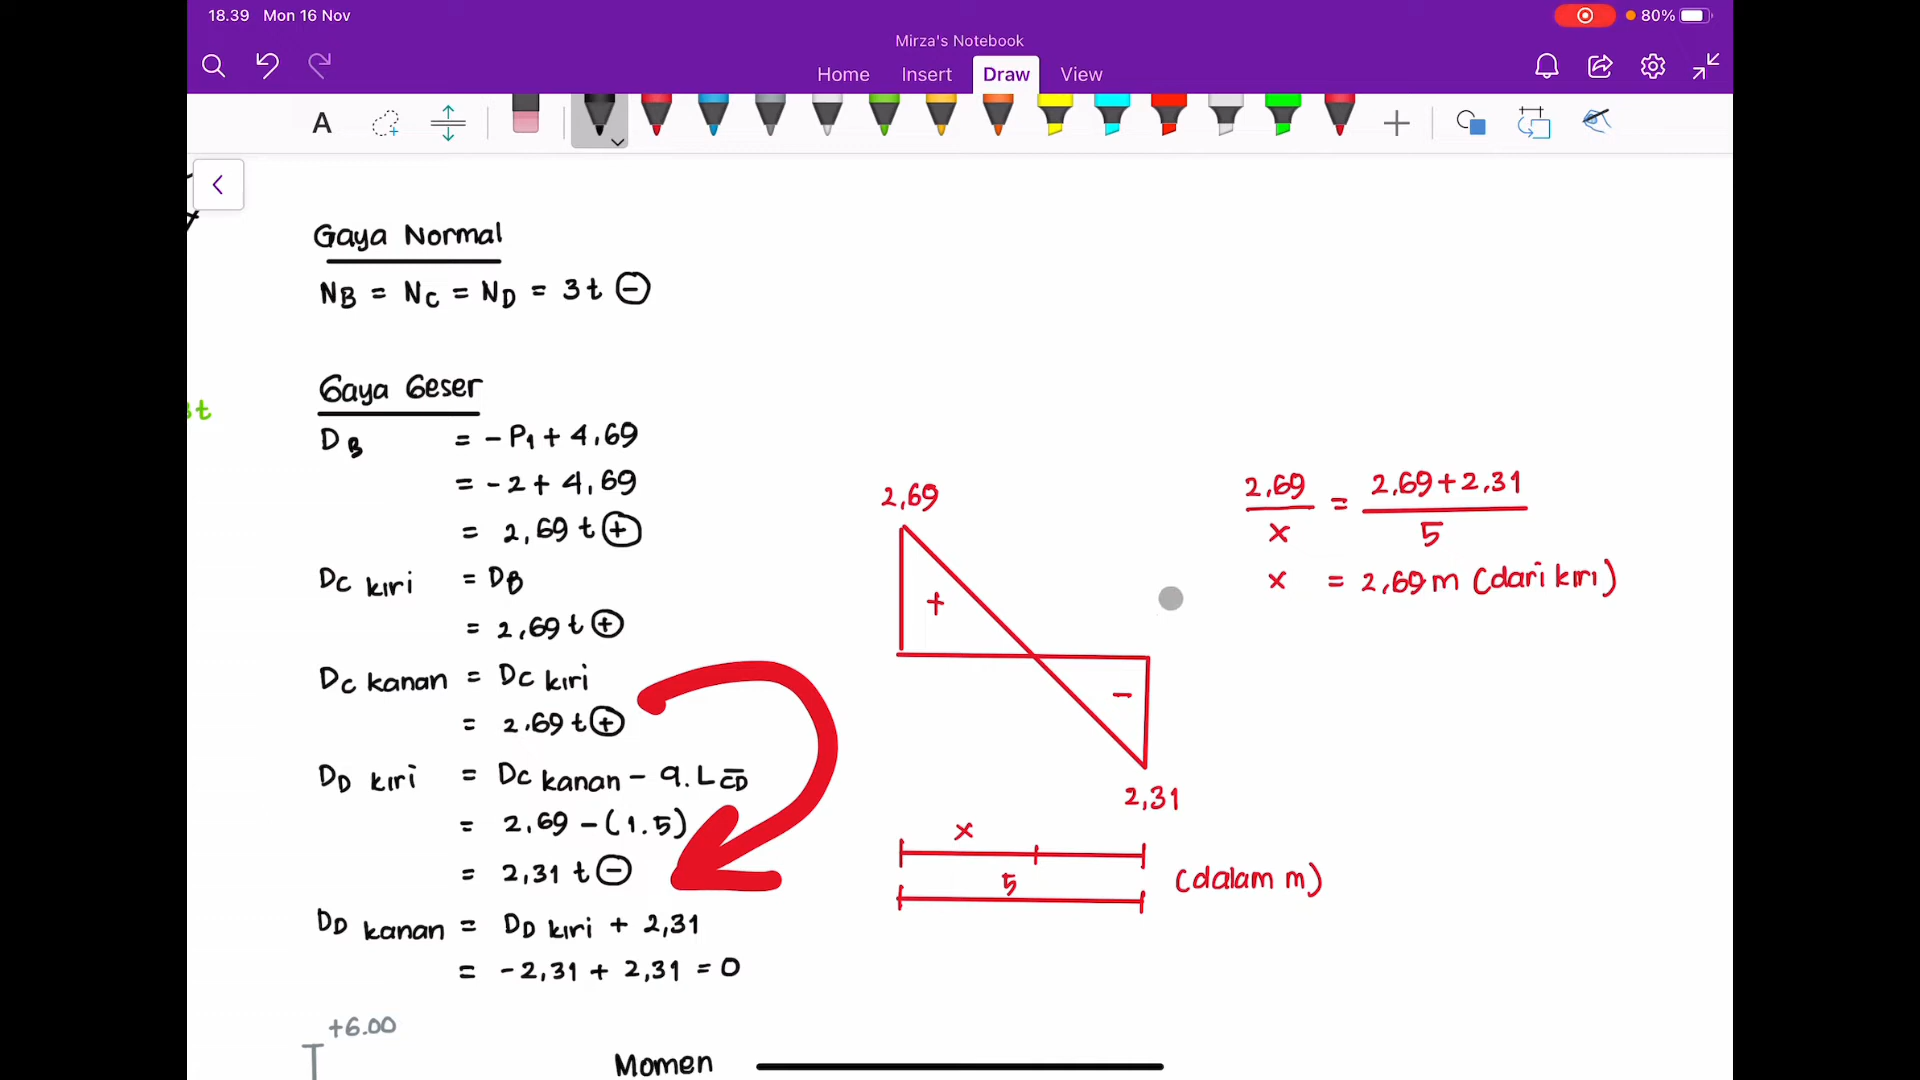 18.39 Mon 16 Nov
80%
Mirza's Notebook
Home Insert Draw View
A
Gaya Normal
NB = NC = ND = 3 t (-)
Gaya Geser
DB = - P1 + 4,69
= - 2 + 4,69
= 2,69 t (+)
DC kiri = DB
= 2,69 t (+)
DC kanan = DC kiri
= 2.69 t (+)
DD kiri = DC kanan - q. L CD
= 2,69 - (1.5)
= 2,31 t (-)
DD kanan = DD kiri + 2,31
= - 2,31 + 2,31 = 0
+6.00
Momen
2,69
+
-
2,31
x
5
(dalam m)
2,69 / x = 2,69 + 2,31 / 5
x = 2,69 m (dari kiri)